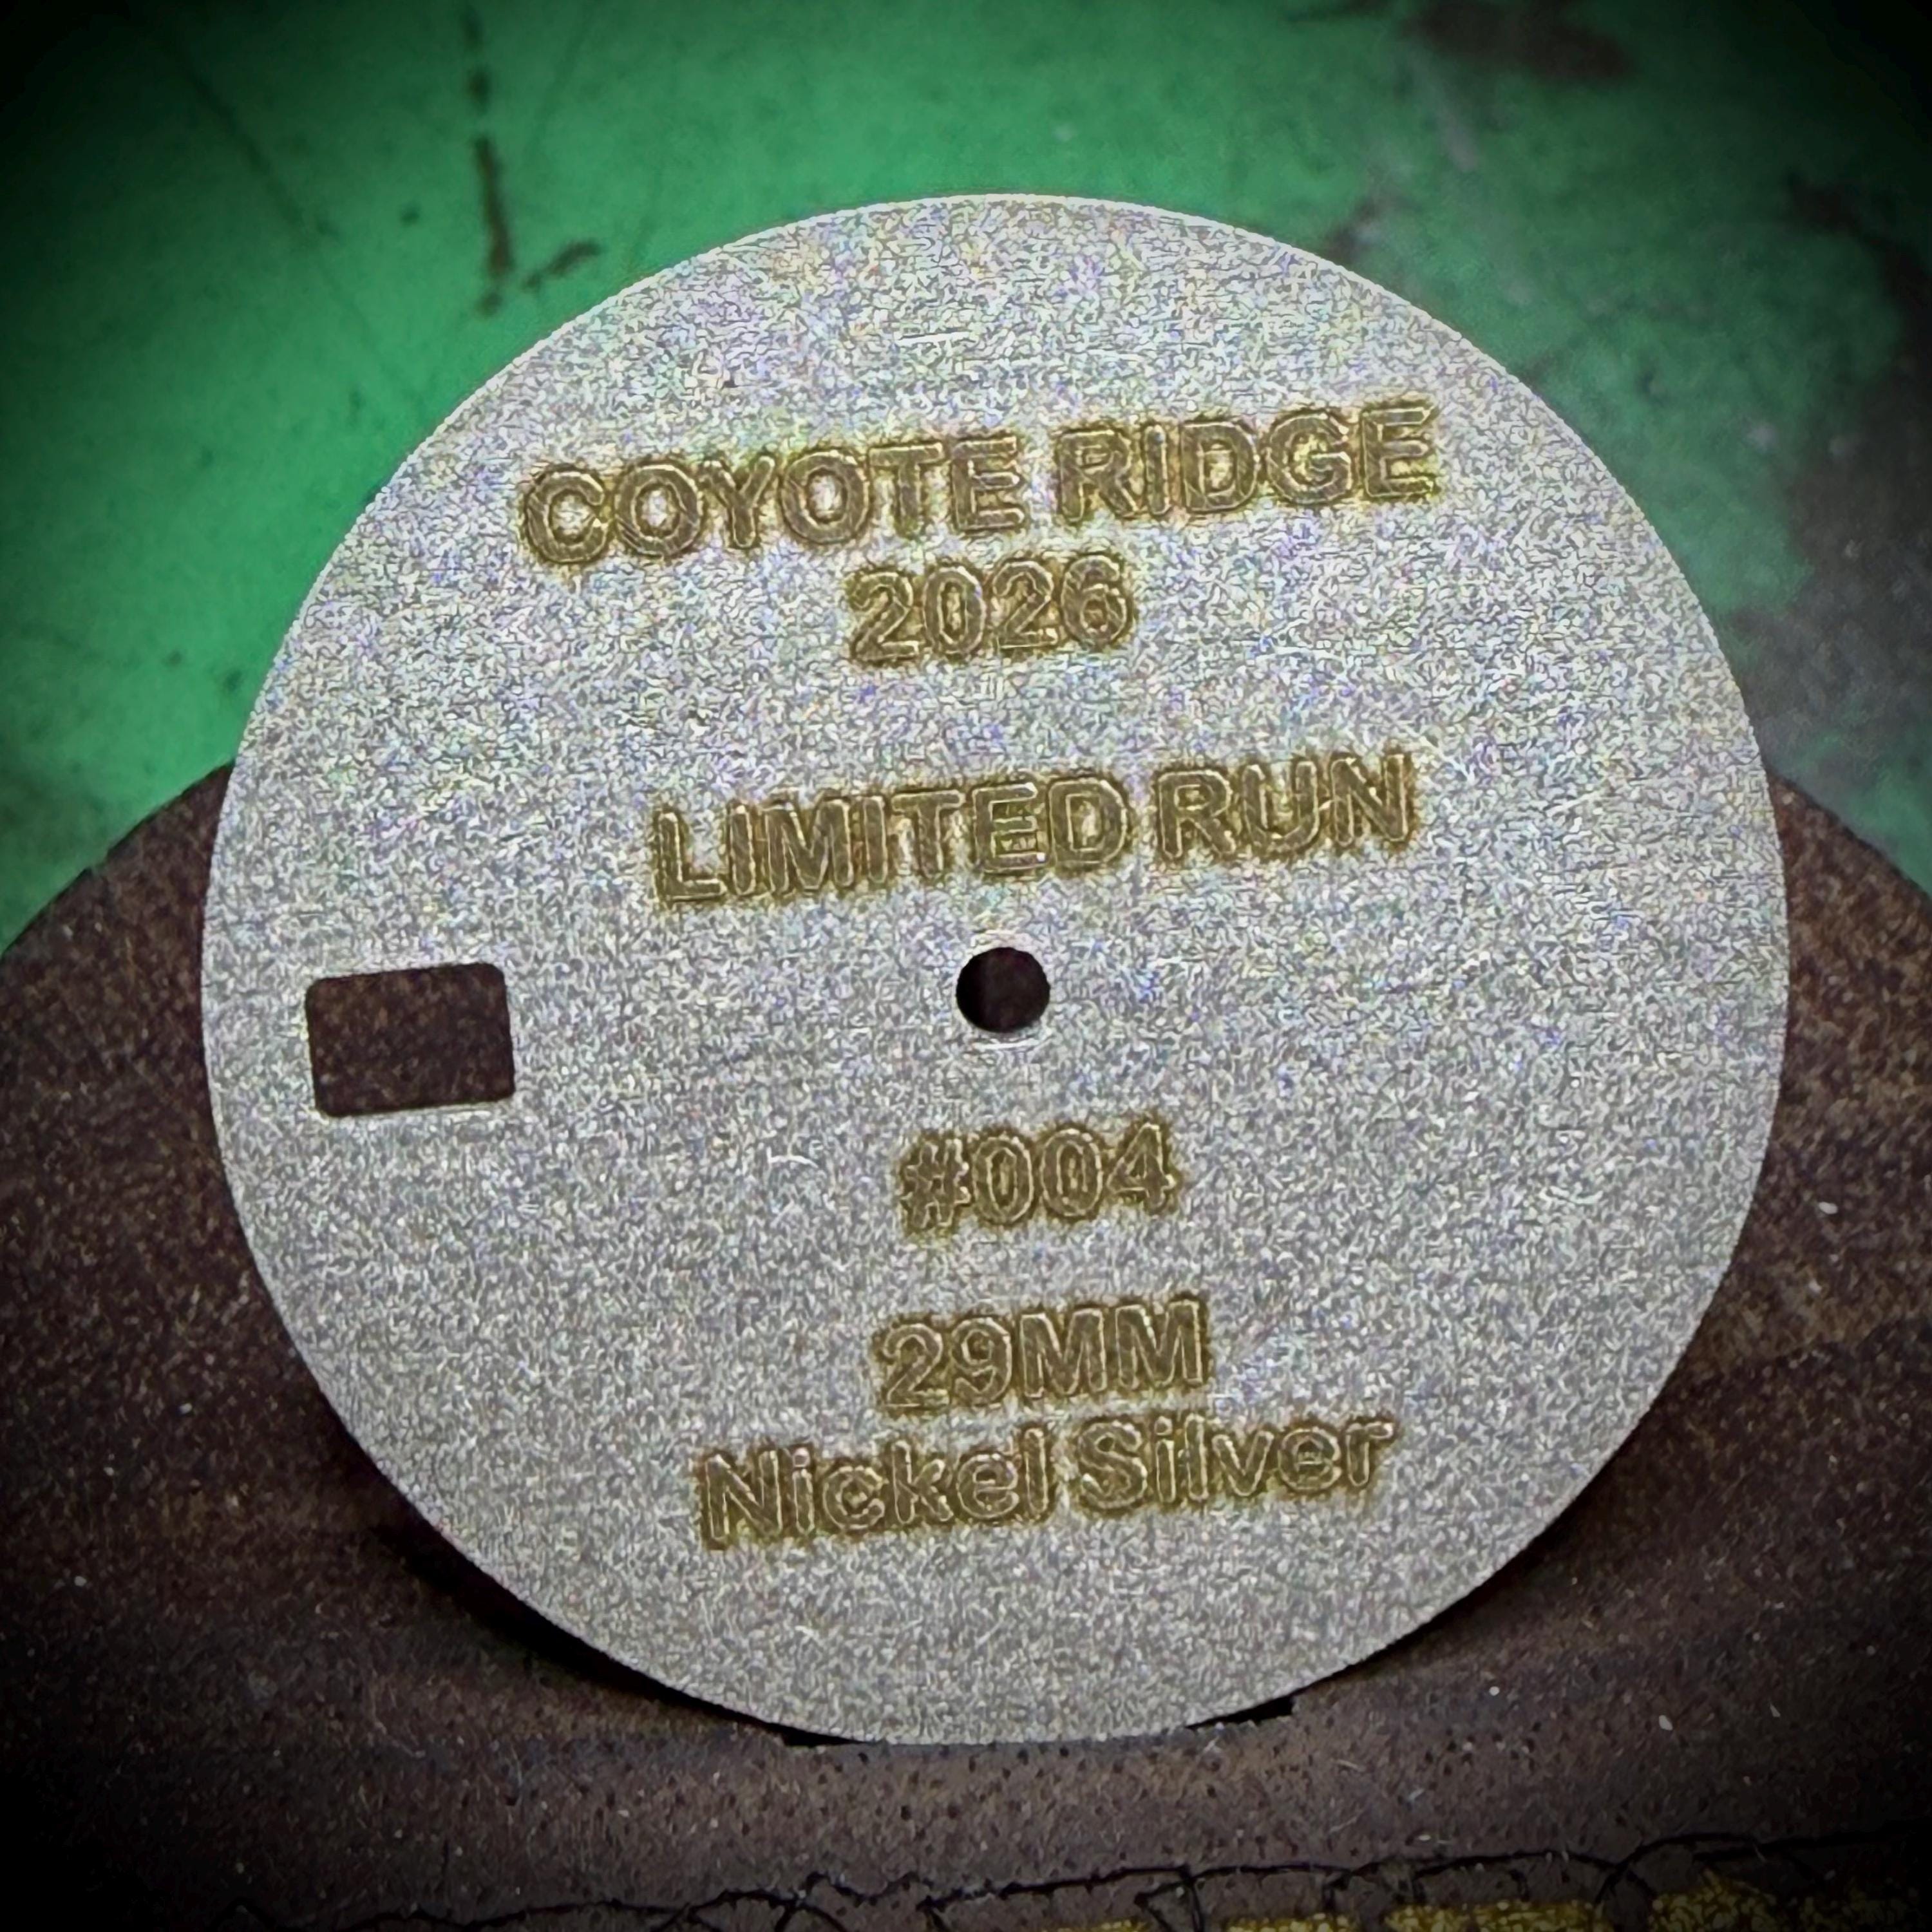 COYOTE RIDGE
2026
LIMITED RUN
#004
29MM
Nickel Silver